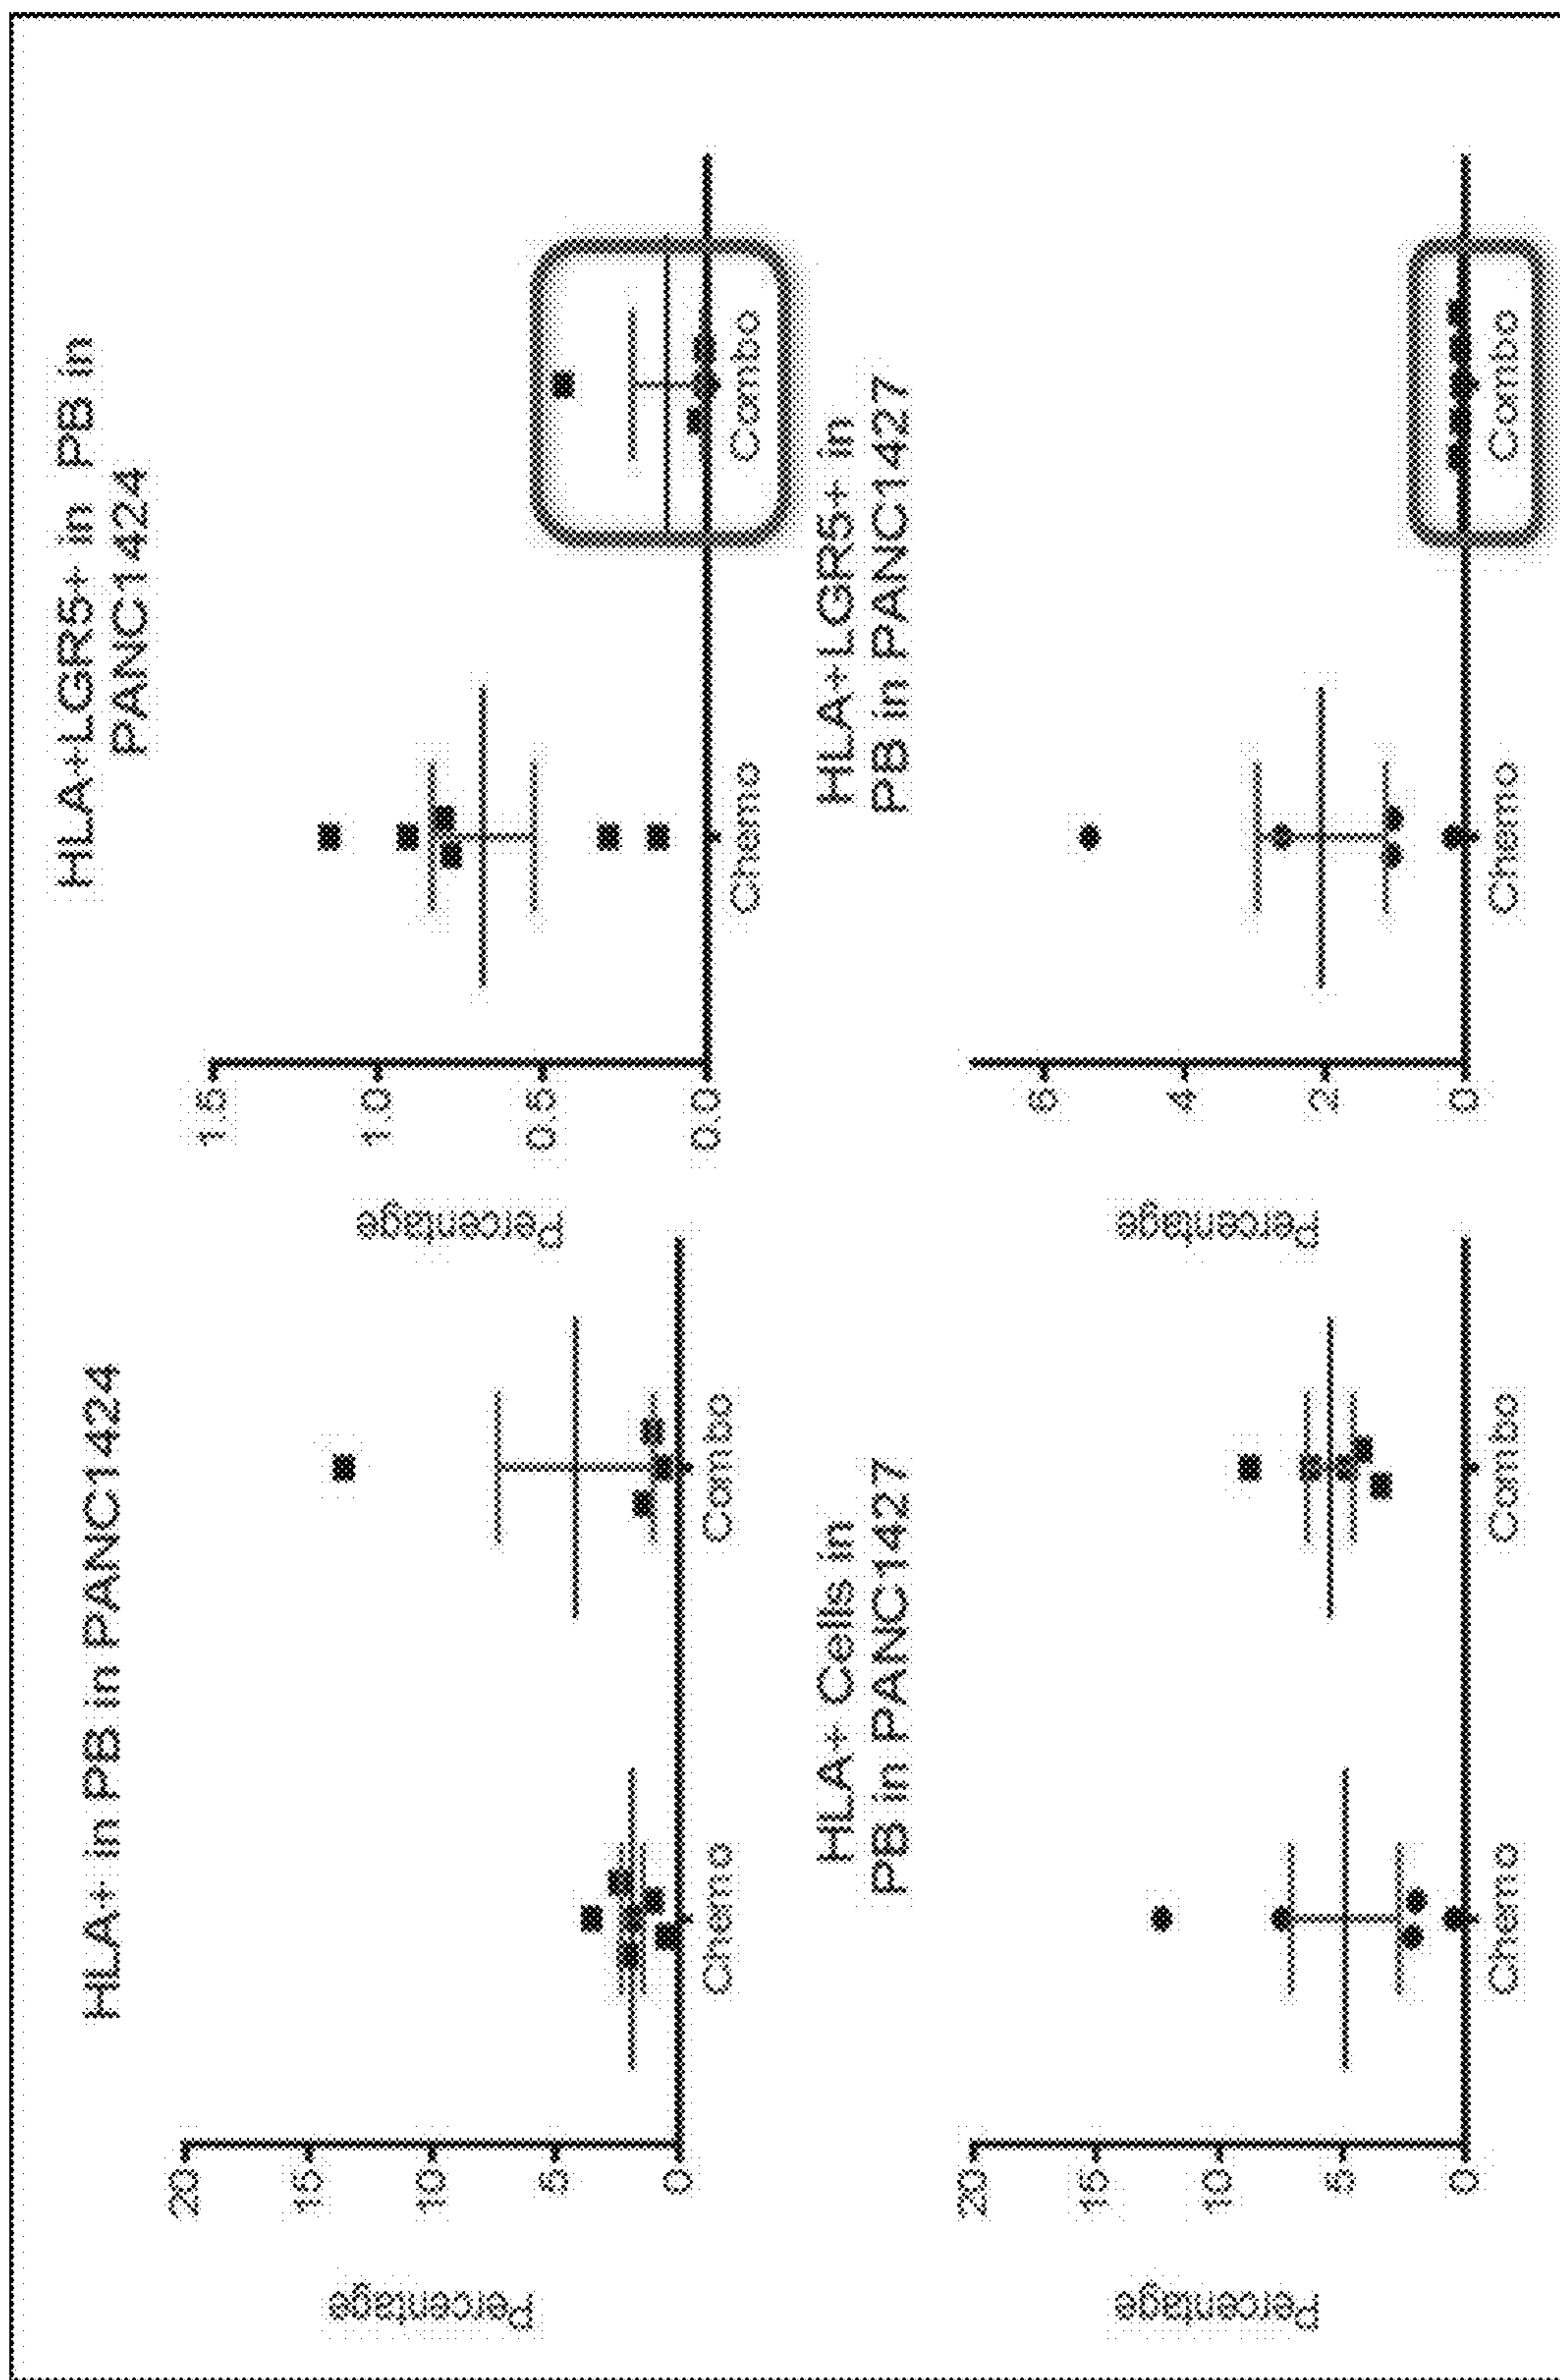 HLA+ in PB in PANC1424
Percentage
20
15
10
5
0
Chemo
Combo
HLA+LGR5+ in PB in
PANC1424
Percentage
1.5
1.0
0.5
0.0
Chemo
Combo
HLA+ Cells in
PB in PANC1427
Percentage
20
15
10
5
0
Chemo
Combo
HLA+LGR5+ in
PB in PANC1427
Percentage
6
4
2
0
Chemo
Combo